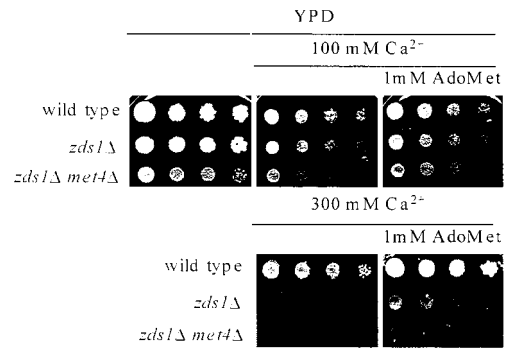 YPD
100 mM Ca²⁺
1mM AdoMet
wild type
zds1Δ
zds1Δ met4Δ
300 mM Ca²⁺
1mM AdoMet
wild type
zds1Δ
zds1Δ met4Δ